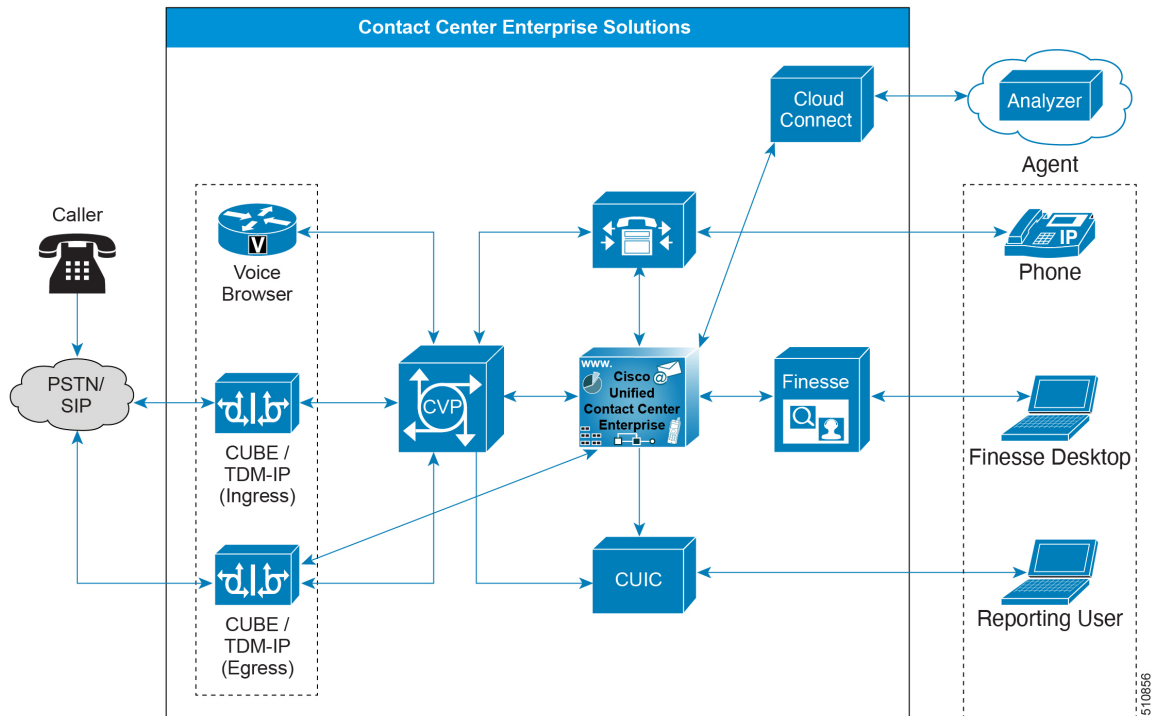 Contact Center Enterprise Solutions
Cloud
Connect
Analyzer
Agent
Caller
Voice
Browser
V
IP
Phone
PSTN/
SIP
CUBE /
TDM-IP
(Ingress)
CVP
www.
Cisco @
Unified
Contact Center
Enterprise
Finesse
Finesse Desktop
CUBE /
TDM-IP
(Egress)
CUIC
Reporting User
510856